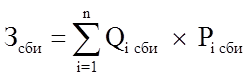 З сби = n ∑ i=1 Q i сби × P i сби